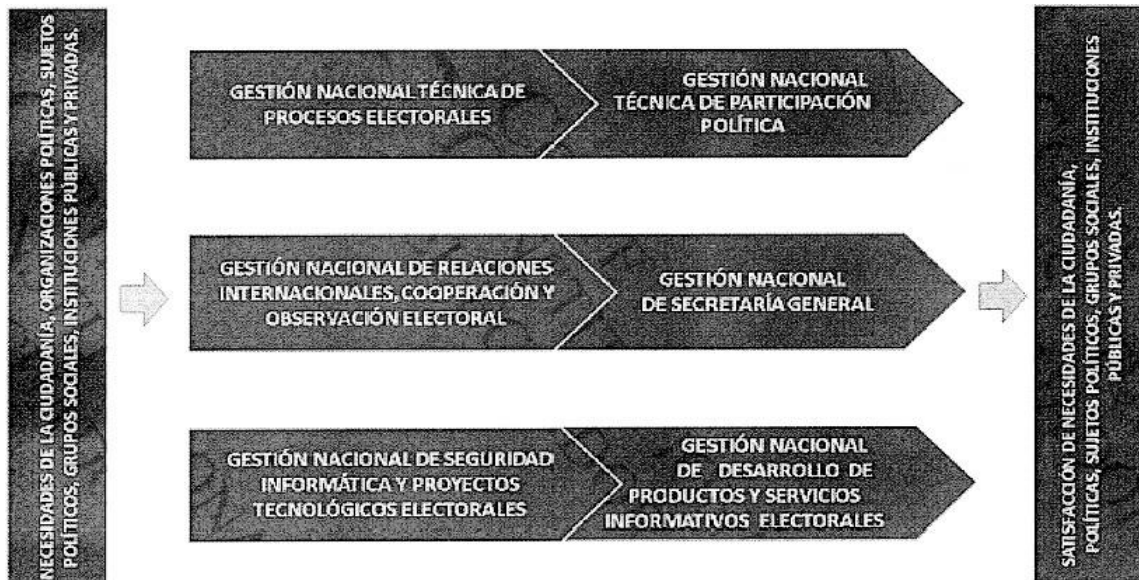 NECESIDADES DE LA CIUDADANÍA, ORGANIZACIONES POLÍTICAS, SUJETOS
POLÍTICOS, GRUPOS SOCIALES, INSTITUCIONES PÚBLICAS Y PRIVADAS.
GESTIÓN NACIONAL TÉCNICA DE
PROCESOS ELECTORALES
GESTIÓN NACIONAL
TÉCNICA DE PARTICIPACIÓN
POLÍTICA
GESTIÓN NACIONAL DE RELACIONES
INTERNACIONALES, COOPERACIÓN Y
OBSERVACIÓN ELECTORAL
GESTIÓN NACIONAL
DE SECRETARÍA GENERAL
GESTIÓN NACIONAL DE SEGURIDAD
INFORMÁTICA Y PROYECTOS
TECNOLÓGICOS ELECTORALES
GESTIÓN NACIONAL
DE DESARROLLO DE
PRODUCTOS Y SERVICIOS
INFORMATIVOS ELECTORALES
SATISFACCIÓN DE NECESIDADES DE LA CIUDADANÍA,
POLÍTICAS, SUJETOS POLÍTICOS, GRUPOS SOCIALES, INSTITUCIONES
PÚBLICAS Y PRIVADAS.